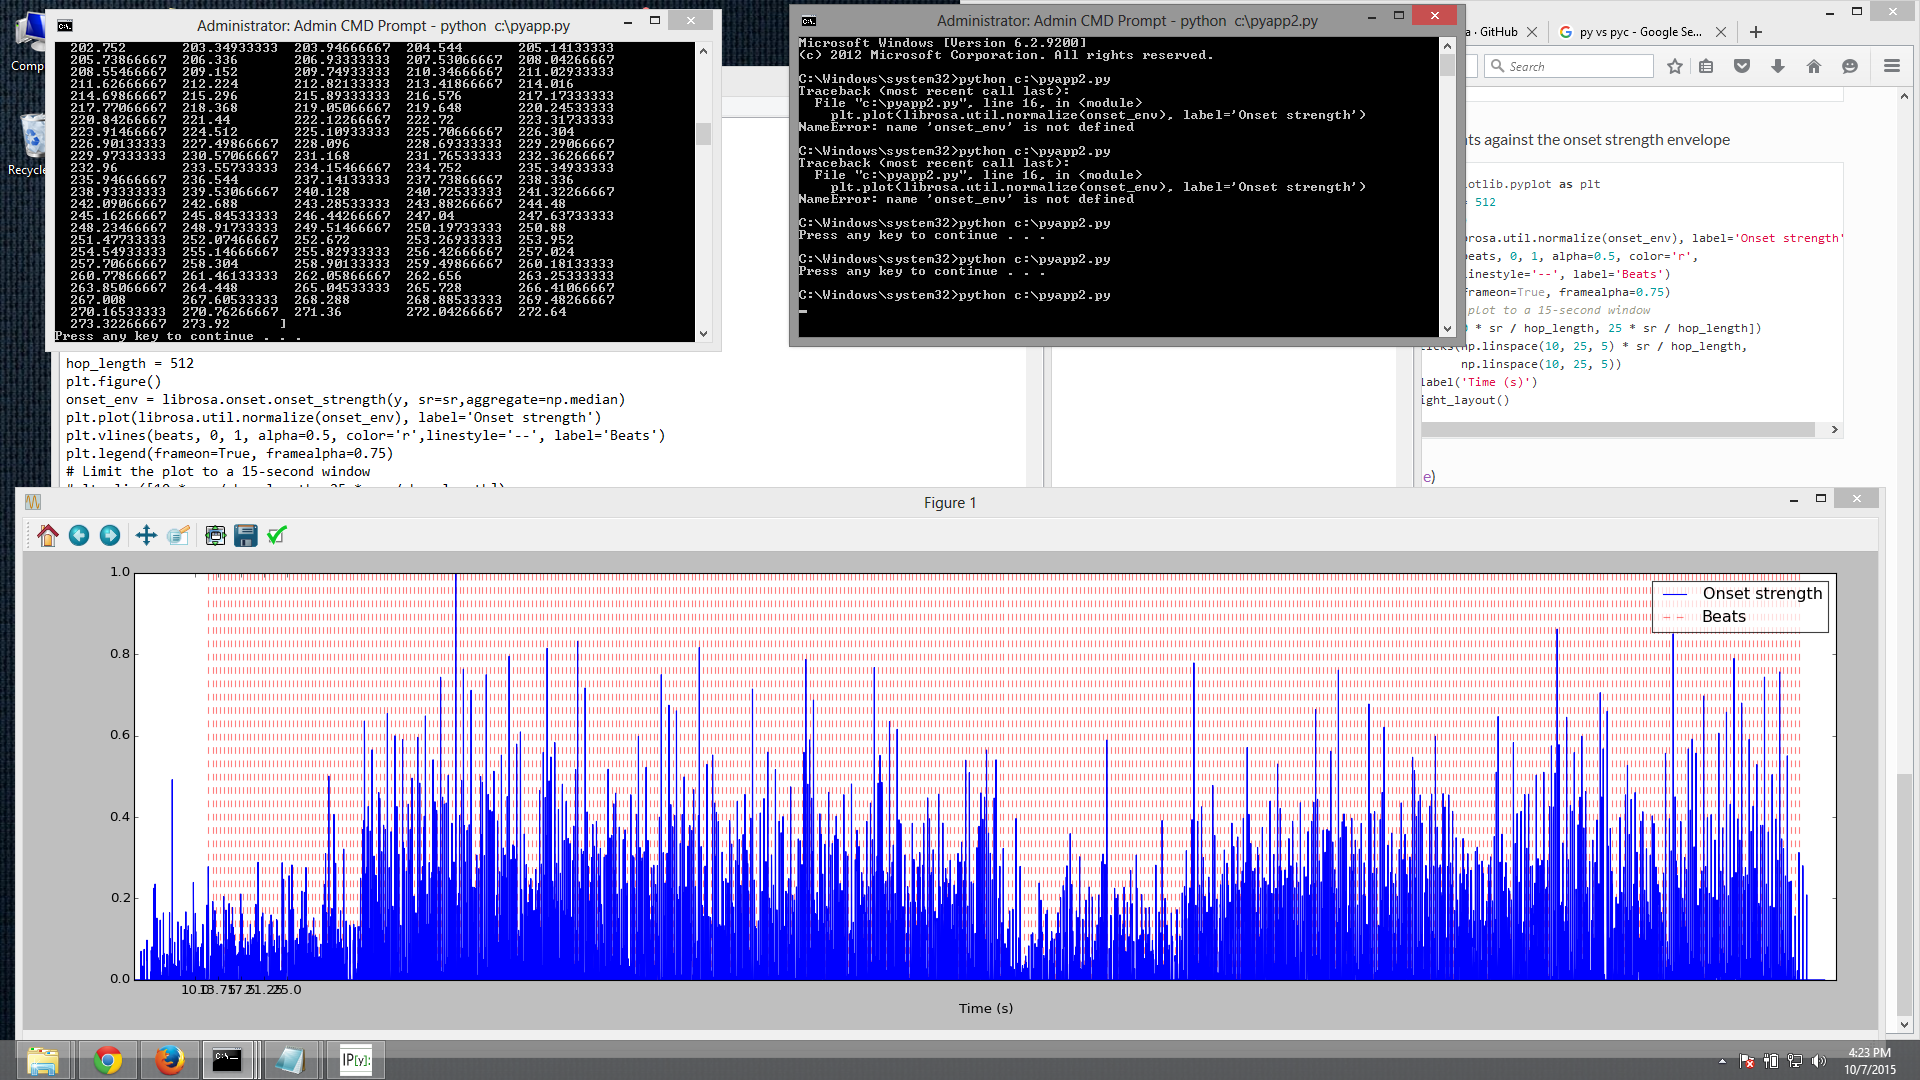 Administrator: Admin CMD Prompt - python  c:\pyapp.py
202.752 203.34933333 203.94666667 204.544 205.14133333
205.73866667 206.336 206.93333333 207.53066667 208.04266667
208.55466667 209.152 209.74933333 210.34666667 211.02933333
211.62666667 212.224 212.82133333 213.41866667 214.016
214.69866667 215.296 215.89333333 216.576 217.17333333
217.77066667 218.368 219.05066667 219.648 220.24533333
220.84266667 221.44 222.12266667 222.72 223.31733333
223.91466667 224.512 225.10933333 225.70666667 226.304
226.90133333 227.49866667 228.096 228.69333333 229.29066667
229.97333333 230.57066667 231.168 231.76533333 232.36266667
232.96 233.55733333 234.15466667 234.752 235.34933333
235.94666667 236.544 237.14133333 237.73866667 238.336
238.93333333 239.53066667 240.128 240.72533333 241.32266667
242.09066667 242.688 243.28533333 243.88266667 244.48
245.16266667 245.84533333 246.44266667 247.04 247.63733333
248.23466667 248.91733333 249.51466667 250.19733333 250.88
251.47733333 252.07466667 252.672 253.26933333 253.952
254.54933333 255.14666667 255.82933333 256.42666667 257.024
257.70666667 258.304 258.90133333 259.49866667 260.18133333
260.77866667 261.46133333 262.05866667 262.656 263.25333333
263.85066667 264.448 265.04533333 265.728 266.41066667
267.008 267.60533333 268.288 268.88533333 269.48266667
270.16533333 270.76266667 271.36 272.04266667 272.64
273.32266667 273.92 ]
Press any key to continue . . .
Administrator: Admin CMD Prompt - python  c:\pyapp2.py
Microsoft Windows [Version 6.2.9200]
(c) 2012 Microsoft Corporation. All rights reserved.
C:\Windows\system32>python c:\pyapp2.py
Traceback (most recent call last):
File "c:\pyapp2.py", line 16, in <module>
plt.plot(librosa.util.normalize(onset_env), label='Onset strength')
NameError: name 'onset_env' is not defined
C:\Windows\system32>python c:\pyapp2.py
Traceback (most recent call last):
File "c:\pyapp2.py", line 16, in <module>
plt.plot(librosa.util.normalize(onset_env), label='Onset strength')
NameError: name 'onset_env' is not defined
C:\Windows\system32>python c:\pyapp2.py
Press any key to continue . . .
C:\Windows\system32>python c:\pyapp2.py
Press any key to continue . . .
C:\Windows\system32>python c:\pyapp2.py
· GitHub
py vs pyc - Google Se...
Search
ts against the onset strength envelope
otlib.pyplot as plt
= 512
rosa.util.normalize(onset_env), label='Onset strength'
beats, 0, 1, alpha=0.5, color='r',
linestyle='--', label='Beats')
frameon=True, framealpha=0.75)
plot to a 15-second window
* sr / hop_length, 25 * sr / hop_length])
icks(np.linspace(10, 25, 5) * sr / hop_length,
np.linspace(10, 25, 5))
label('Time (s)')
ight_layout()
e)
Comp
Recycle
hop_length = 512
plt.figure()
onset_env = librosa.onset.onset_strength(y, sr=sr,aggregate=np.median)
plt.plot(librosa.util.normalize(onset_env), label='Onset strength')
plt.vlines(beats, 0, 1, alpha=0.5, color='r',linestyle='--', label='Beats')
plt.legend(frameon=True, framealpha=0.75)
# Limit the plot to a 15-second window
Figure 1
1.0
0.8
0.6
0.4
0.2
0.0
Onset strength
Beats
10.0 13.75 17.5 21.25 25.0
Time (s)
IP[y]:
4:23 PM
10/7/2015